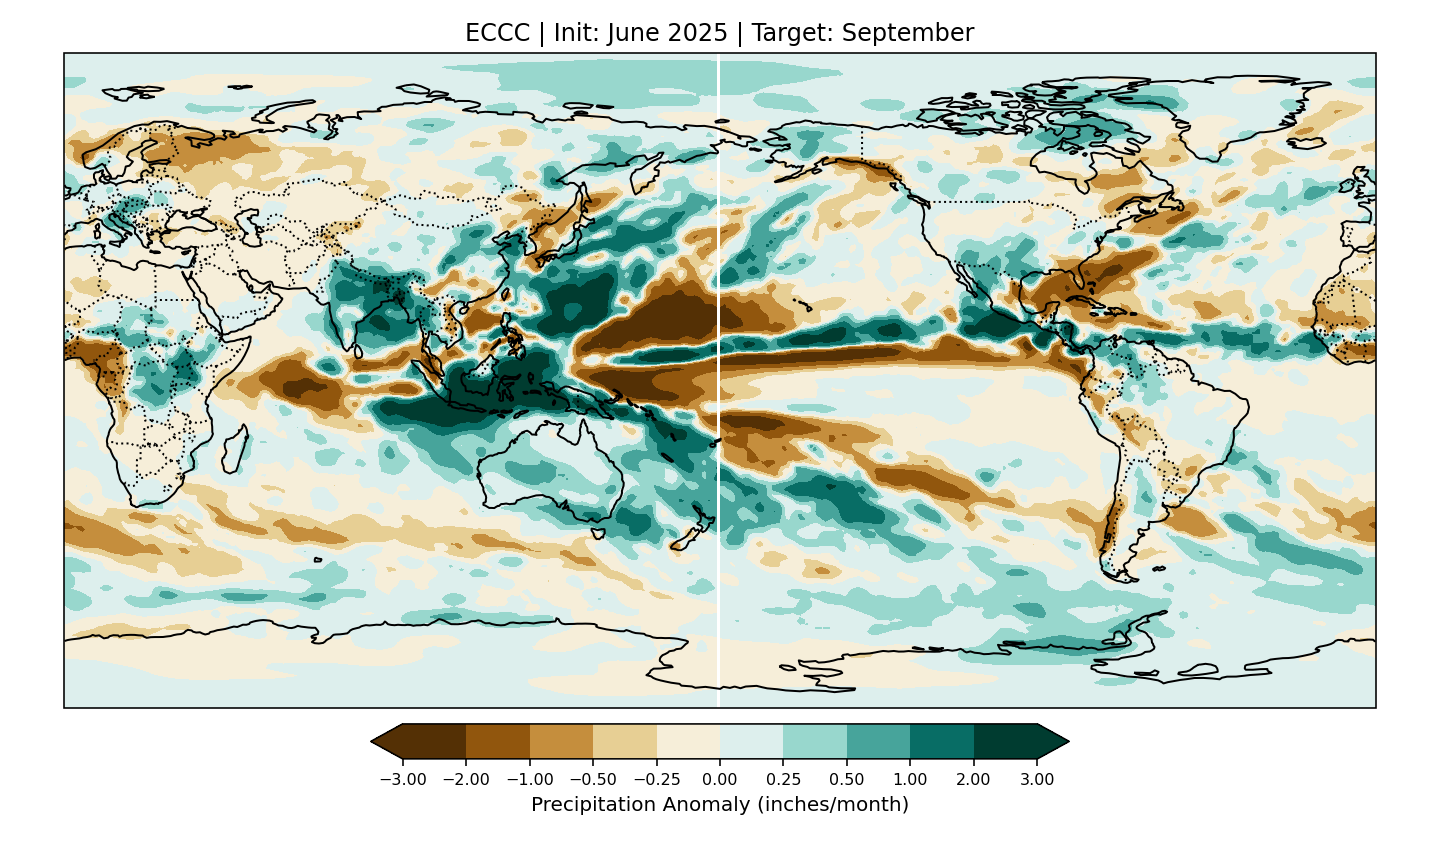 ECCC | Init: June 2025 | Target: September
−3.00 −2.00 −1.00 −0.50 −0.25 0.00 0.25 0.50 1.00 2.00 3.00
Precipitation Anomaly (inches/month)